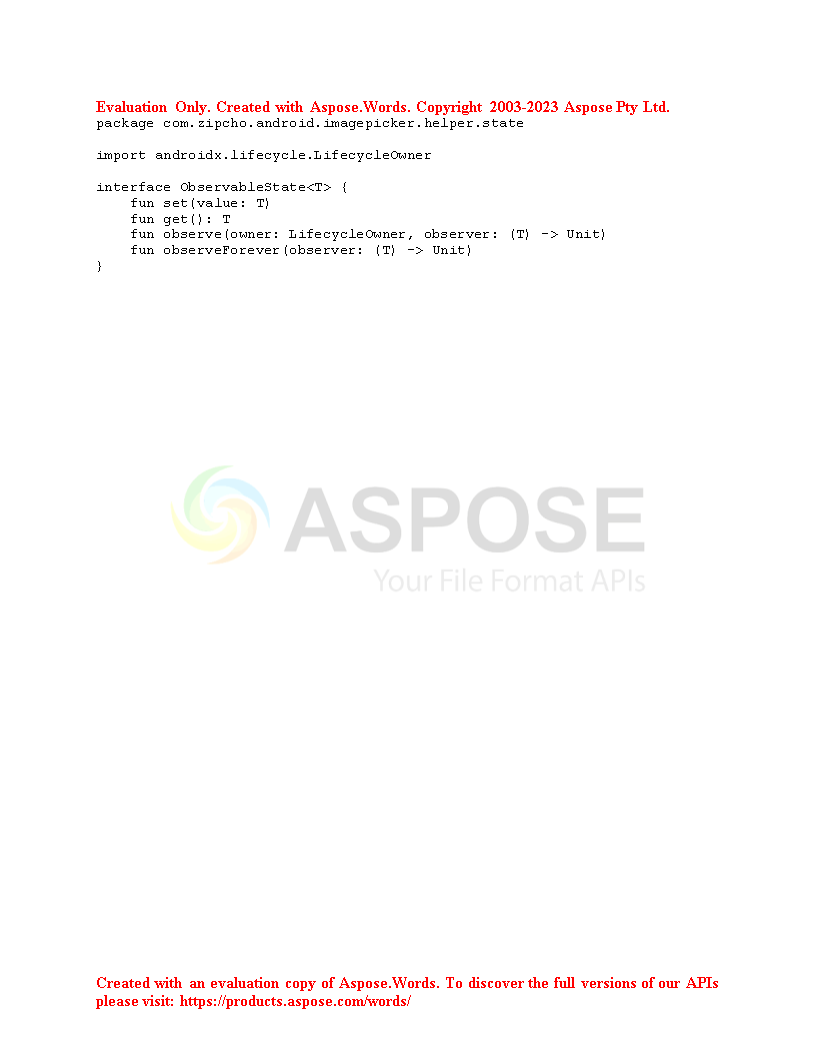 Evaluation Only. Created with Aspose.Words. Copyright 2003-2023 Aspose Pty Ltd.
package com.zipcho.android.imagepicker.helper.state

import androidx.lifecycle.LifecycleOwner

interface ObservableState<T> {
    fun set(value: T)
    fun get(): T
    fun observe(owner: LifecycleOwner, observer: (T) -> Unit)
    fun observeForever(observer: (T) -> Unit)
}
ASPOSE
Your File Format APIs
Created with an evaluation copy of Aspose.Words. To discover the full versions of our APIs
please visit: https://products.aspose.com/words/